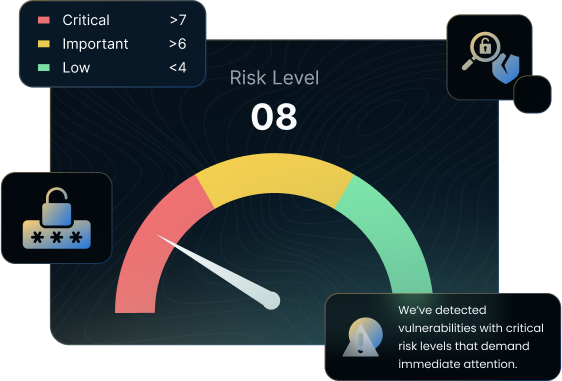 Critical >7
Important >6
Low <4
Risk Level
08
***
We’ve detected
vulnerabilities with critical
risk levels that demand
immediate attention.